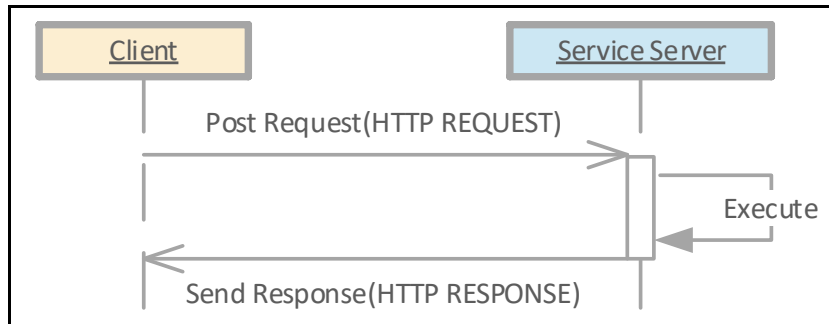 Client
Service Server
Post Request(HTTP REQUEST)
Execute
Send Response(HTTP RESPONSE)